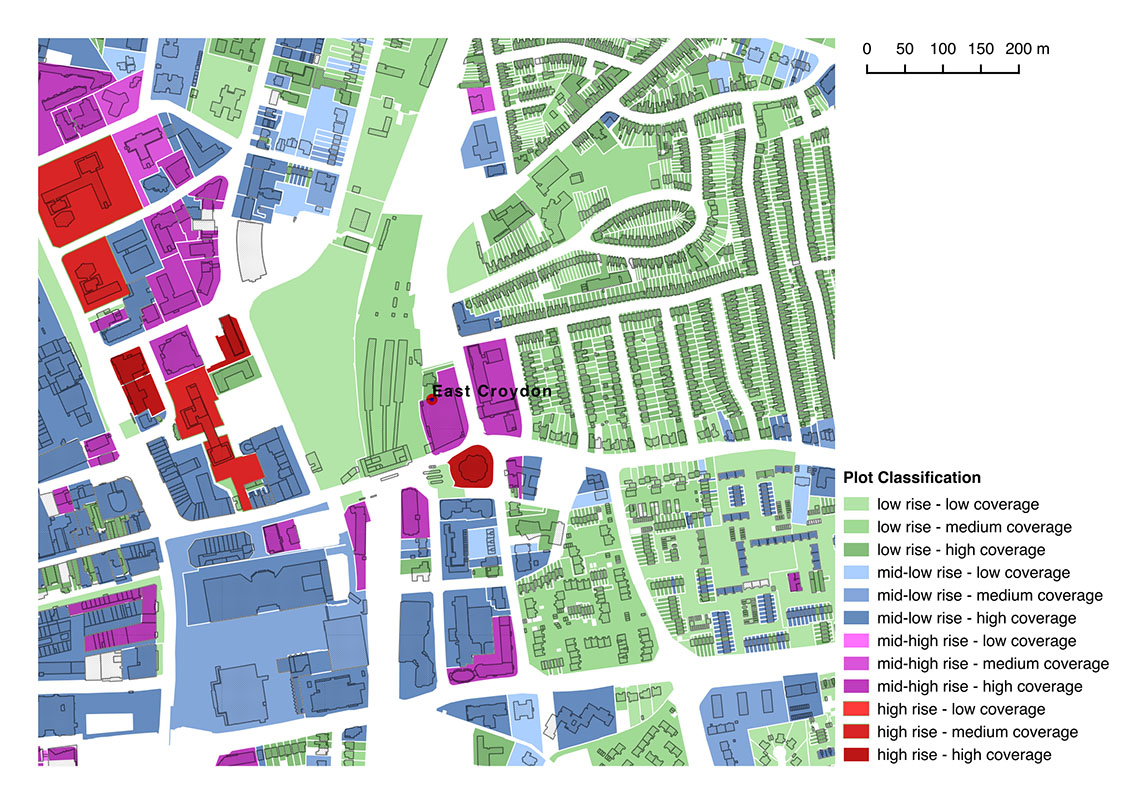 0 50 100 150 200 m
East Croydon
Plot Classification
low rise - low coverage
low rise - medium coverage
low rise - high coverage
mid-low rise - low coverage
mid-low rise - medium coverage
mid-low rise - high coverage
mid-high rise - low coverage
mid-high rise - medium coverage
mid-high rise - high coverage
high rise - low coverage
high rise - medium coverage
high rise - high coverage